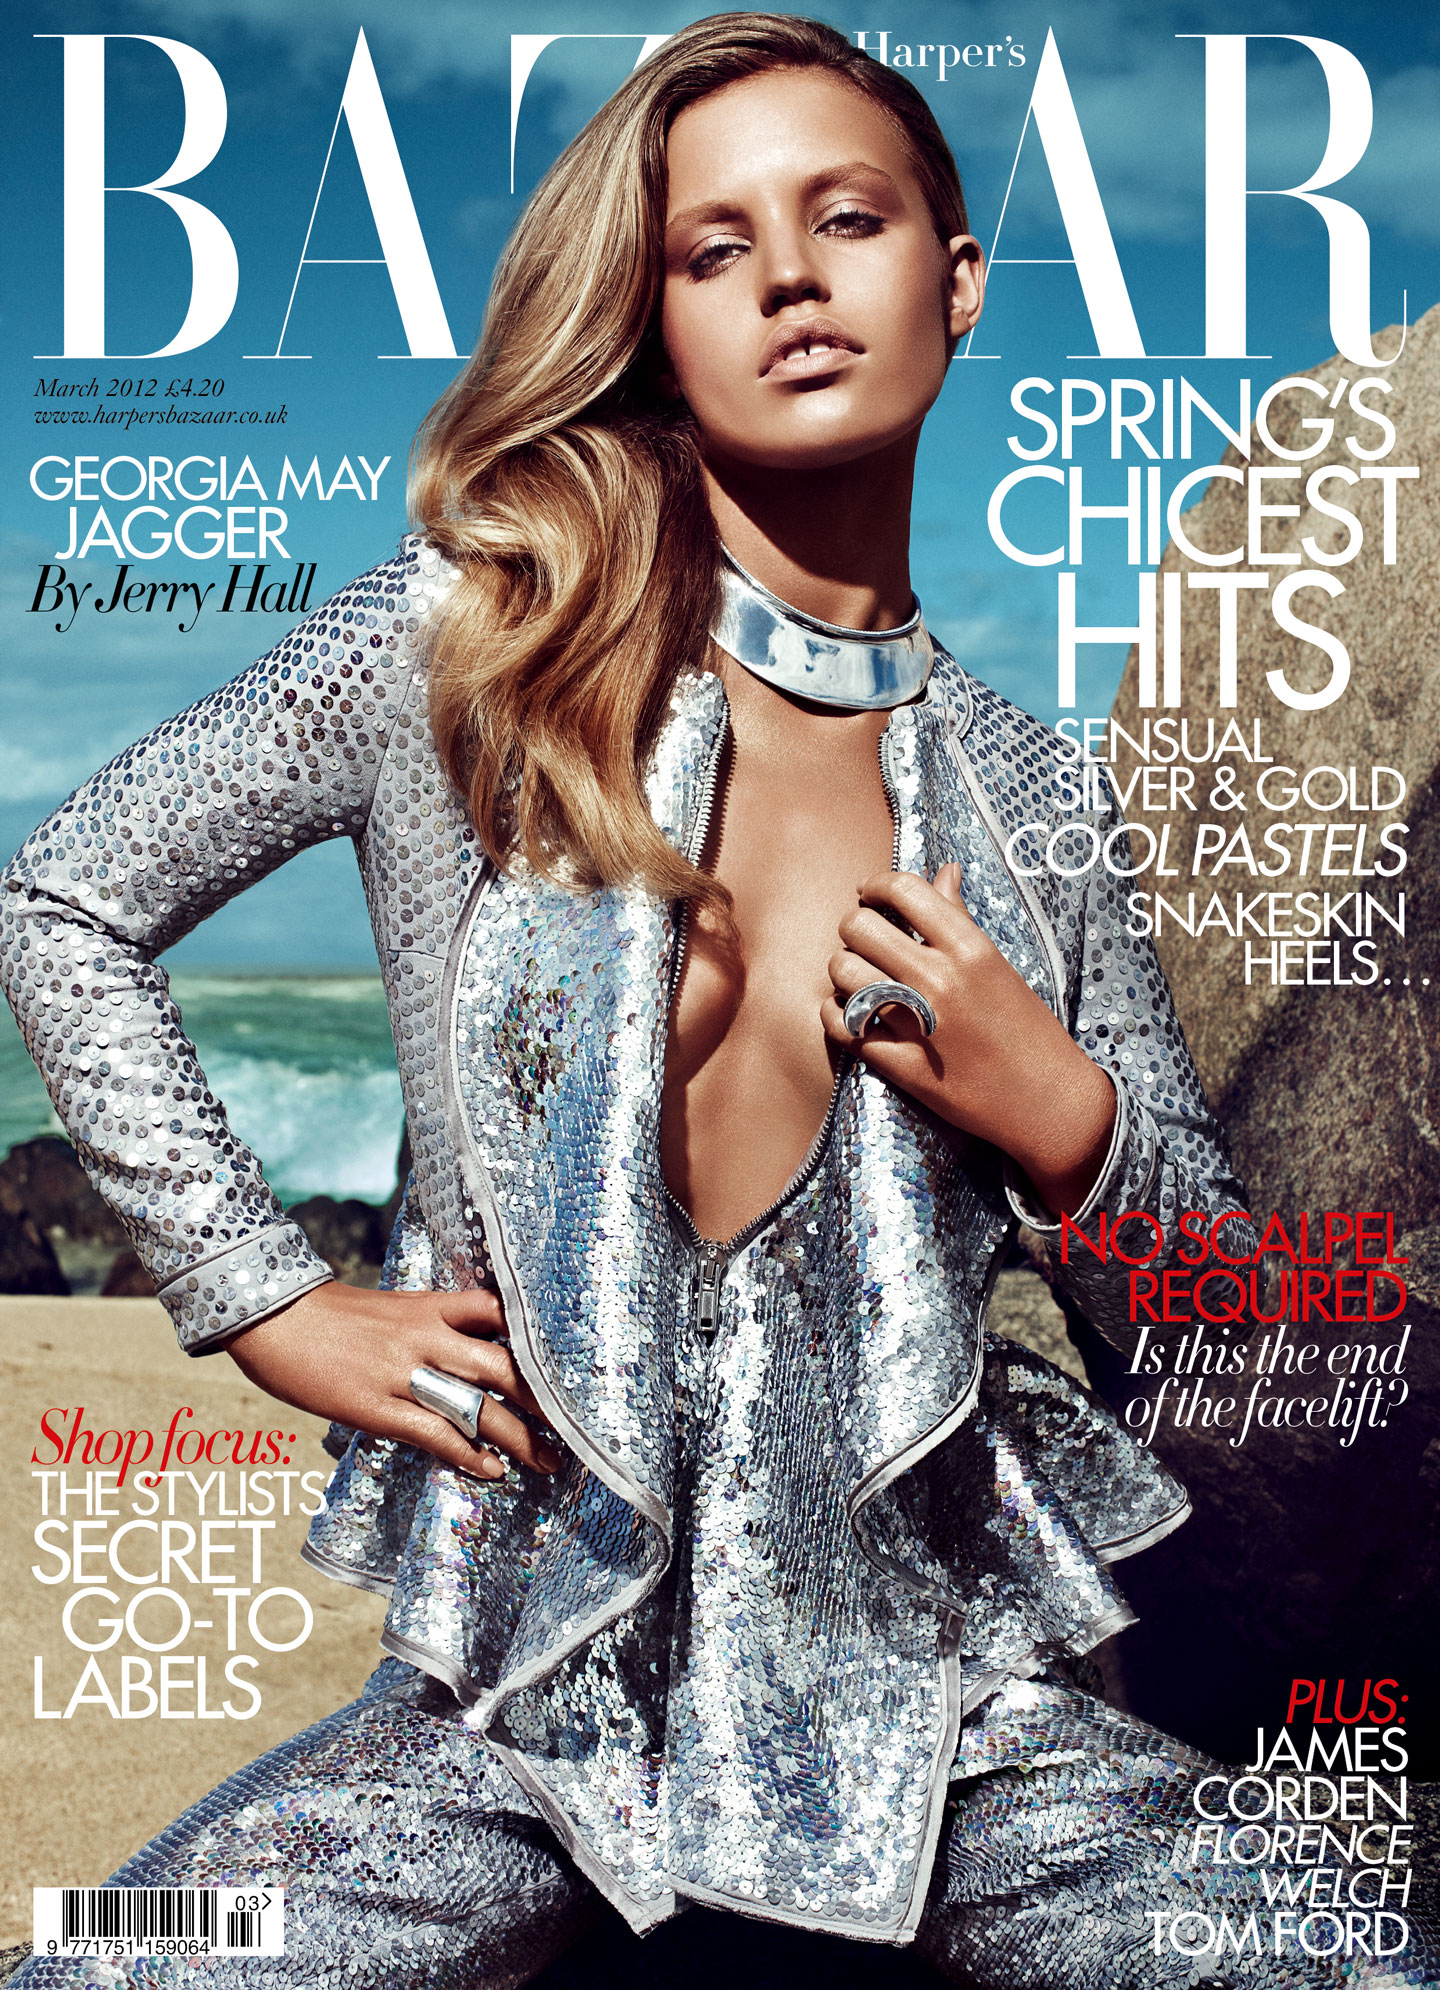 Harper's
BAZAAR
March 2012 £4.20
www.harpersbazaar.co.uk
GEORGIA MAY
JAGGER
By Jerry Hall
SPRING'S
CHICEST
HITS
SENSUAL
SILVER & GOLD
COOL PASTELS
SNAKESKIN
HEELS...
NO SCALPEL
REQUIRED
Is this the end
of the facelift?
Shop focus:
THE STYLISTS'
SECRET
GO-TO
LABELS
PLUS:
JAMES
CORDEN
FLORENCE
WELCH
TOM FORD
03>
9 771751 159064